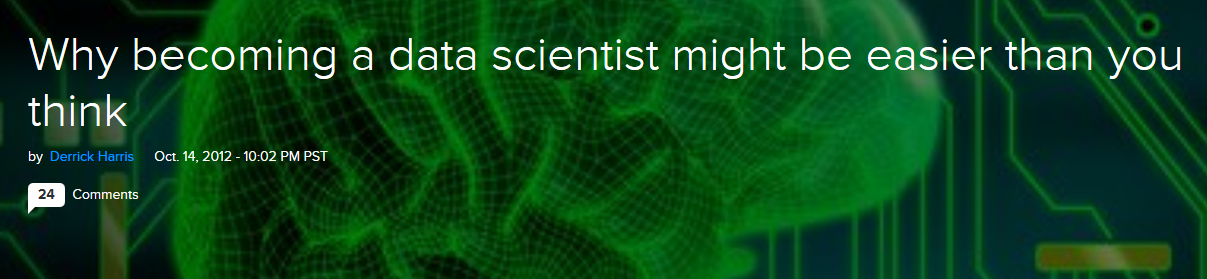 Why becoming a data scientist might be easier than you
think
by Derrick Harris Oct. 14, 2012 - 10:02 PM PST
24 Comments